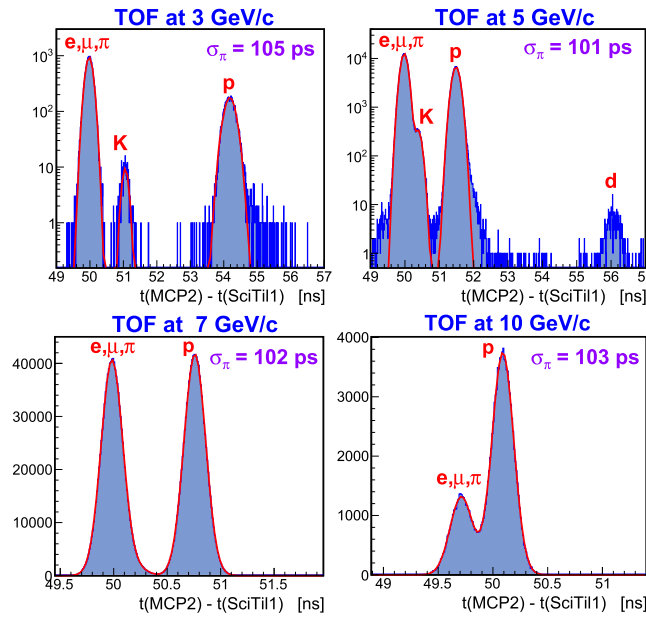 TOF at 3 GeV/c
e,μ,π
σπ = 105 ps
K
p
10³
10²
10
1
49 50 51 52 53 54 55 56 57
t(MCP2) - t(SciTil1) [ns]
TOF at 5 GeV/c
e,μ,π
σπ = 101 ps
p
K
d
10⁴
10³
10²
10
1
49 50 51 52 53 54 55 56 5
t(MCP2) - t(SciTil1) [ns]
TOF at 7 GeV/c
e,μ,π
p
σπ = 102 ps
40000
30000
20000
10000
0
49.5 50 50.5 51 51.5
t(MCP2) - t(SciTil1) [ns]
TOF at 10 GeV/c
p
σπ = 103 ps
e,μ,π
4000
3000
2000
1000
0
49 49.5 50 50.5 51
t(MCP2) - t(SciTil1) [ns]